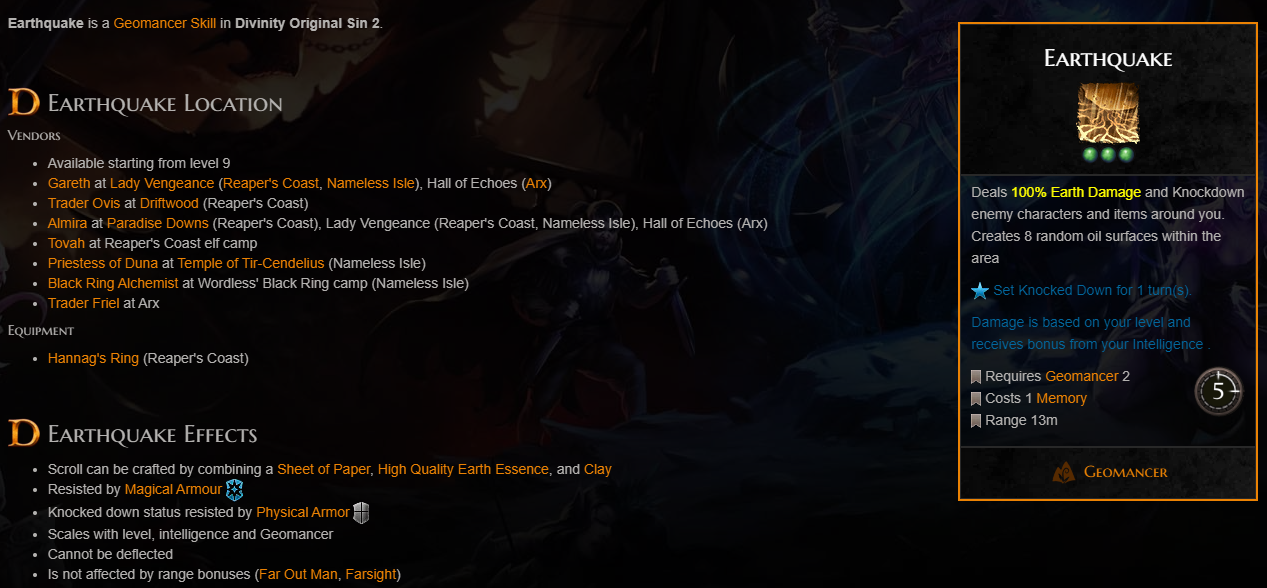 Earthquake is a Geomancer Skill in Divinity Original Sin 2.
Earthquake Location
Vendors
Available starting from level 9
Gareth at Lady Vengeance (Reaper's Coast, Nameless Isle), Hall of Echoes (Arx)
Trader Ovis at Driftwood (Reaper's Coast)
Almira at Paradise Downs (Reaper's Coast), Lady Vengeance (Reaper's Coast, Nameless Isle), Hall of Echoes (Arx)
Tovah at Reaper's Coast elf camp
Priestess of Duna at Temple of Tir-Cendelius (Nameless Isle)
Black Ring Alchemist at Wordless' Black Ring camp (Nameless Isle)
Trader Friel at Arx
Equipment
Hannag's Ring (Reaper's Coast)
Earthquake Effects
Scroll can be crafted by combining a Sheet of Paper, High Quality Earth Essence, and Clay
Resisted by Magical Armour
Knocked down status resisted by Physical Armor
Scales with level, intelligence and Geomancer
Cannot be deflected
Is not affected by range bonuses (Far Out Man, Farsight)
Earthquake
Deals 100% Earth Damage and Knockdown
enemy characters and items around you.
Creates 8 random oil surfaces within the
area
Set Knocked Down for 1 turn(s).
Damage is based on your level and
receives bonus from your Intelligence .
Requires Geomancer 2
Costs 1 Memory
Range 13m
5
Geomancer